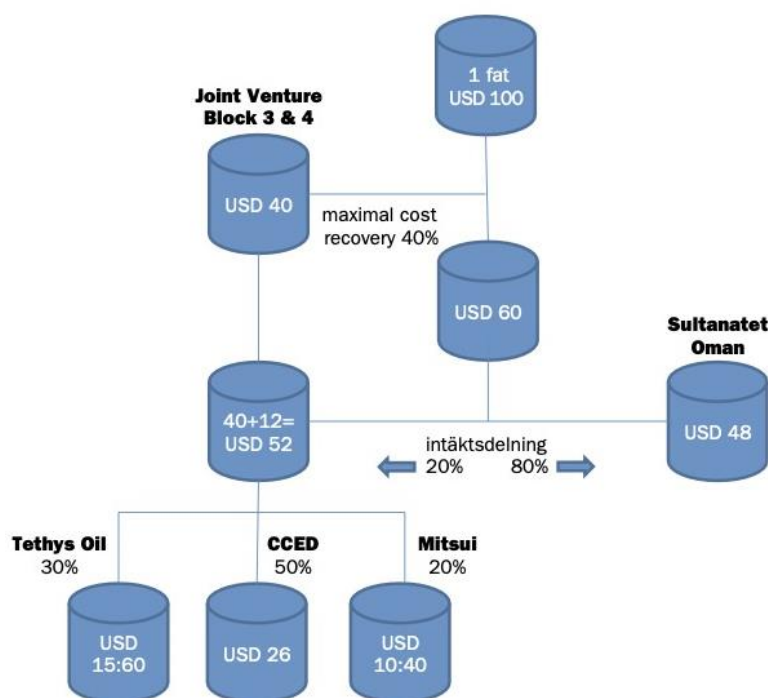 1 fat
USD 100
Joint Venture
Block 3 & 4
USD 40
maximal cost
recovery 40%
USD 60
Sultanatet
Oman
40+12=
USD 52
USD 48
intäktsdelning
20% 80%
Tethys Oil
30%
CCED
50%
Mitsui
20%
USD
15:60
USD 26
USD
10:40